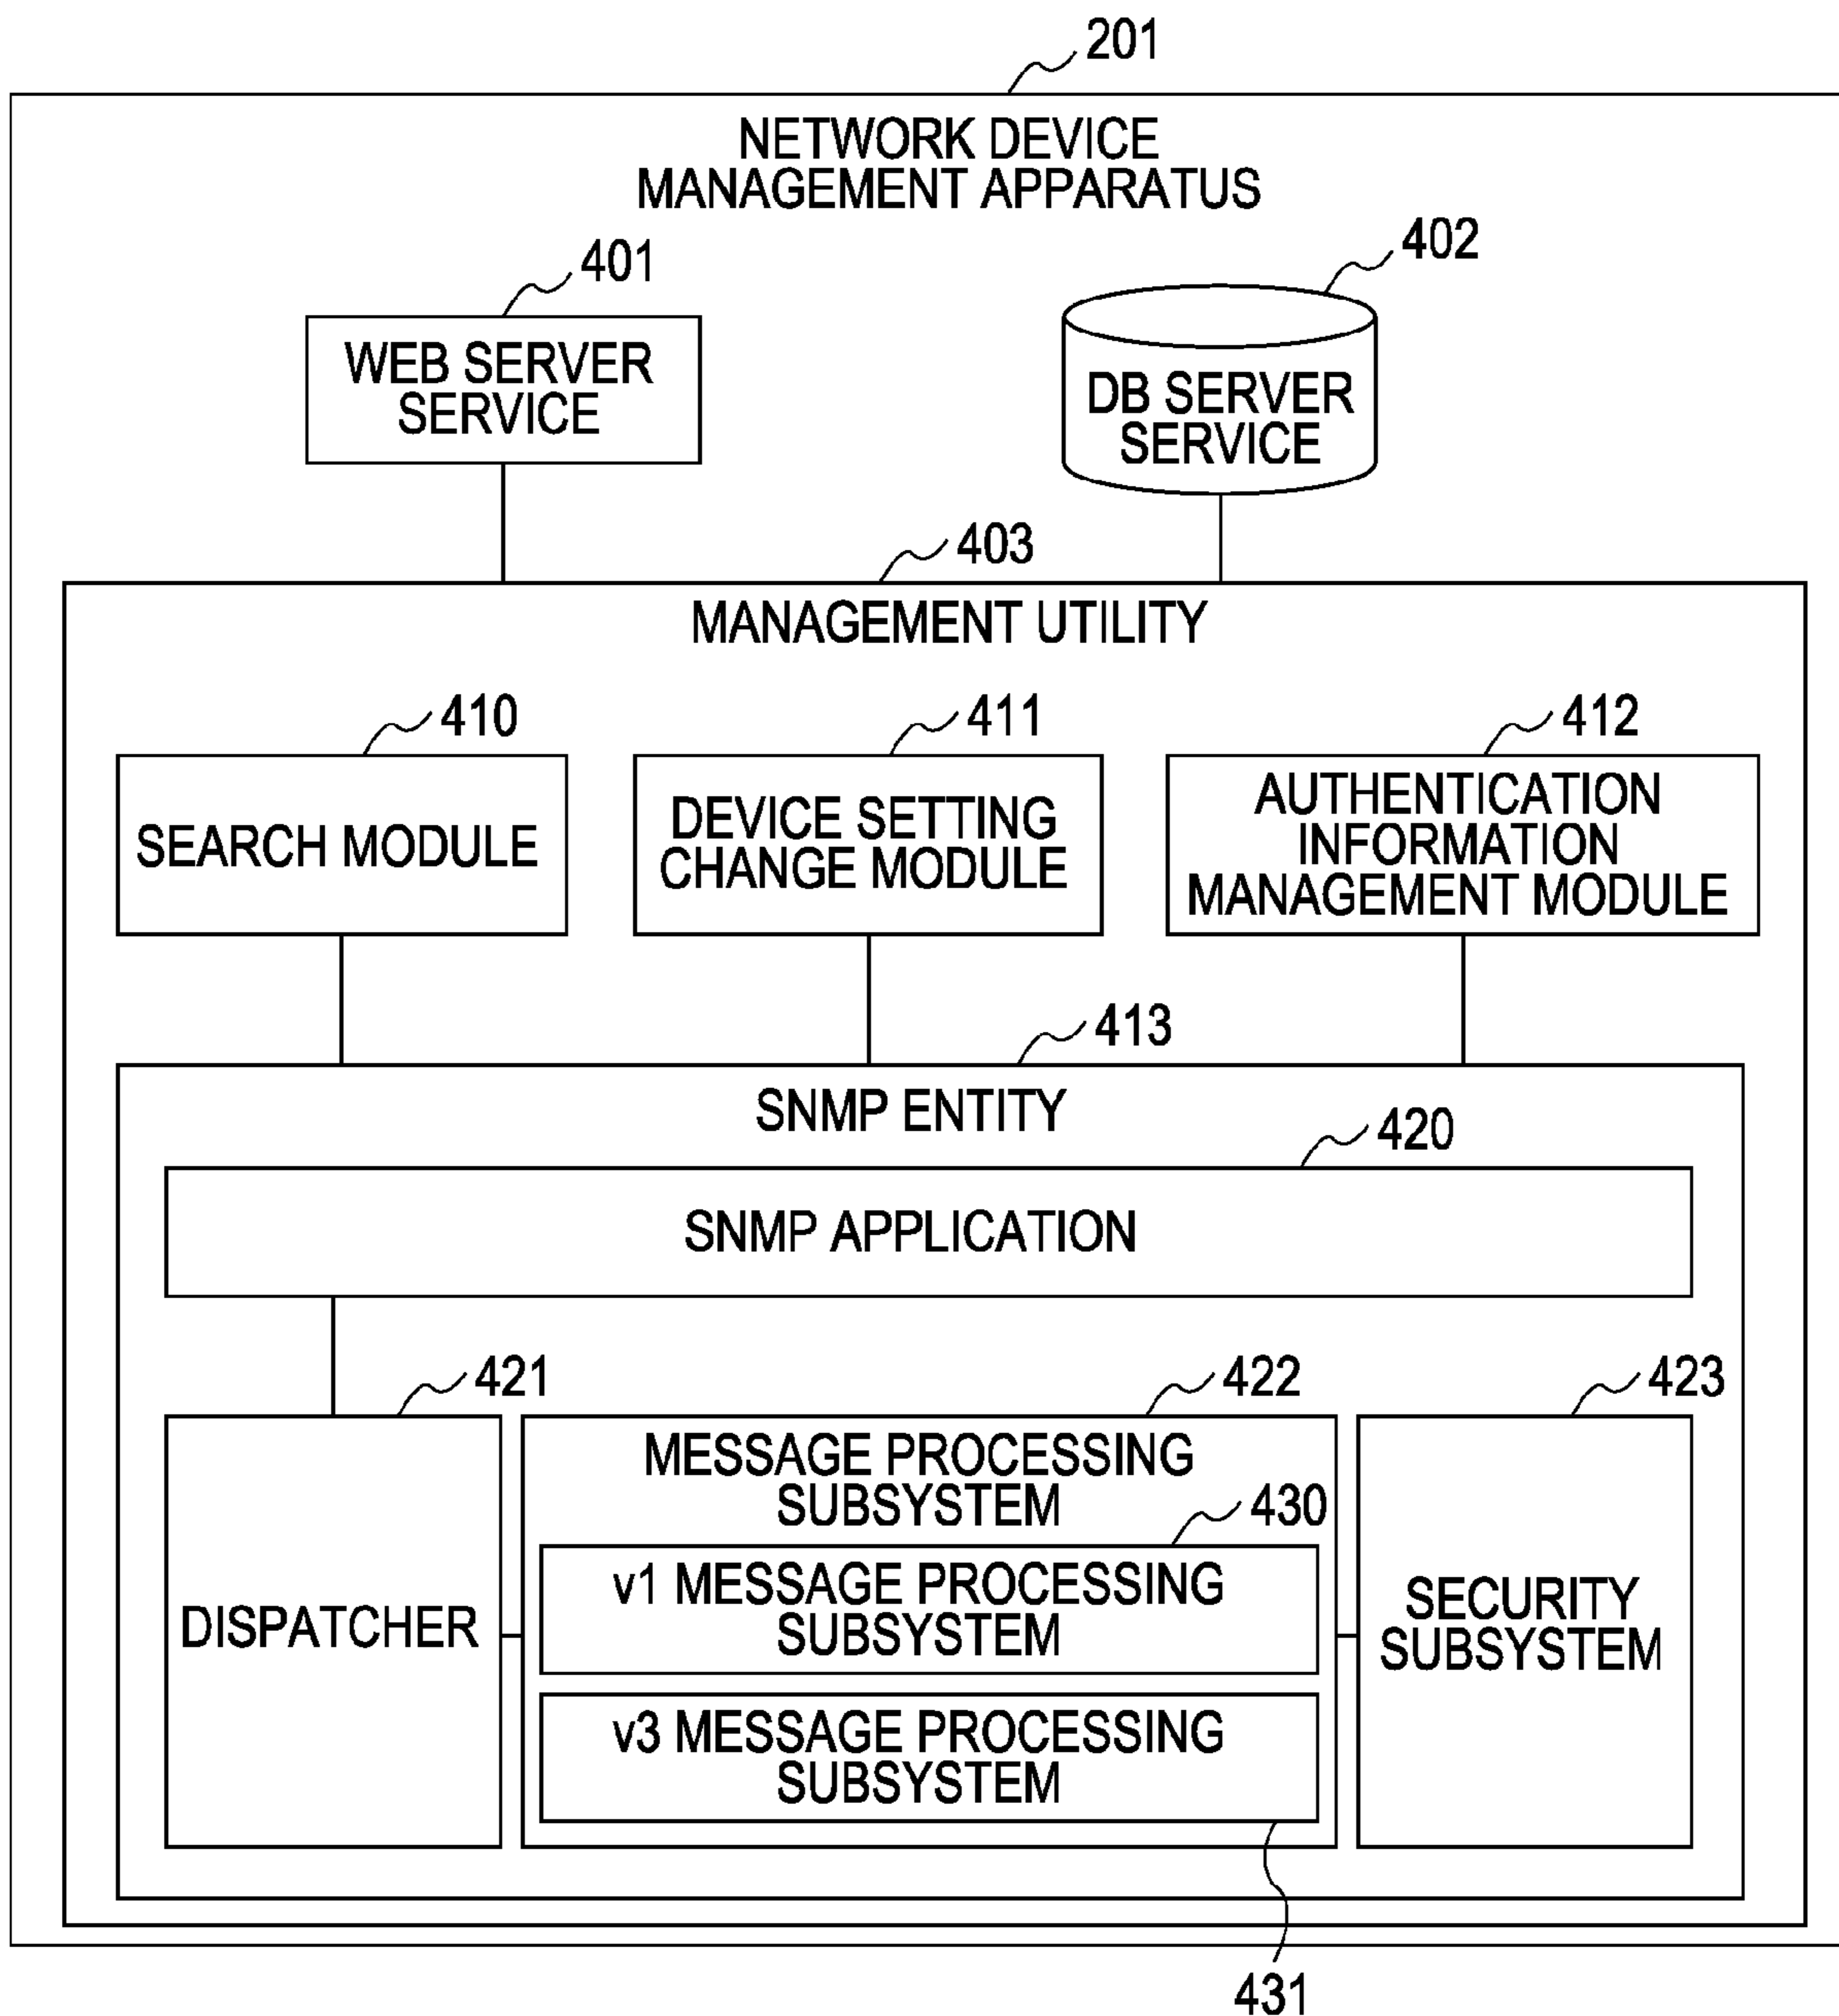 201
NETWORK DEVICE
MANAGEMENT APPARATUS
401
402
WEB SERVER
SERVICE
DB SERVER
SERVICE
403
MANAGEMENT UTILITY
410
411
412
SEARCH MODULE
DEVICE SETTING
CHANGE MODULE
AUTHENTICATION
INFORMATION
MANAGEMENT MODULE
413
SNMP ENTITY
420
SNMP APPLICATION
421
422
423
DISPATCHER
MESSAGE PROCESSING
SUBSYSTEM
430
v1 MESSAGE PROCESSING
SUBSYSTEM
v3 MESSAGE PROCESSING
SUBSYSTEM
SECURITY
SUBSYSTEM
431